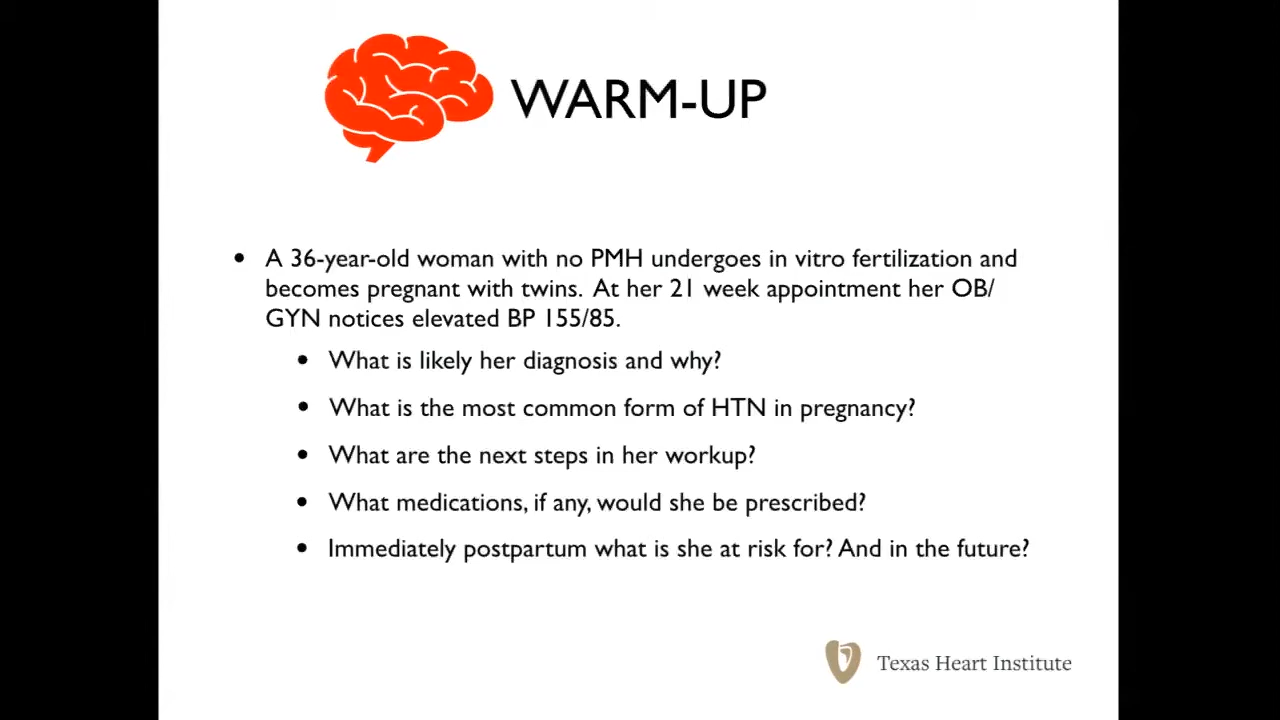 WARM-UP
• A 36-year-old woman with no PMH undergoes in vitro fertilization and
becomes pregnant with twins. At her 21 week appointment her OB/
GYN notices elevated BP 155/85.
• What is likely her diagnosis and why?
• What is the most common form of HTN in pregnancy?
• What are the next steps in her workup?
• What medications, if any, would she be prescribed?
• Immediately postpartum what is she at risk for? And in the future?
Texas Heart Institute